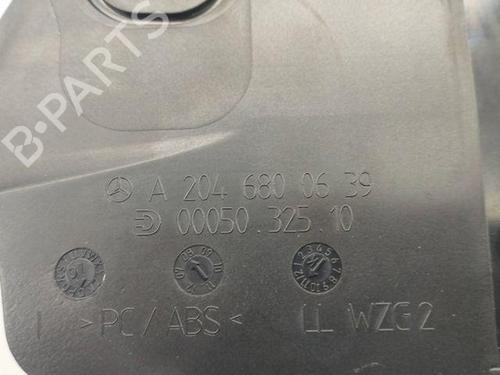 B-PARTS
A 204 680 06 39
00050 325 10
>PC/ABS< LL WZG2